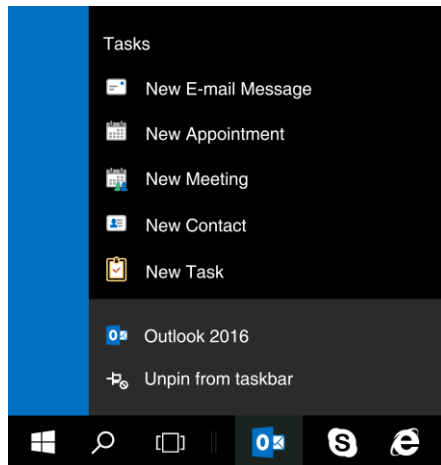 Tasks
New E-mail Message
New Appointment
New Meeting
New Contact
New Task
Outlook 2016
Unpin from taskbar